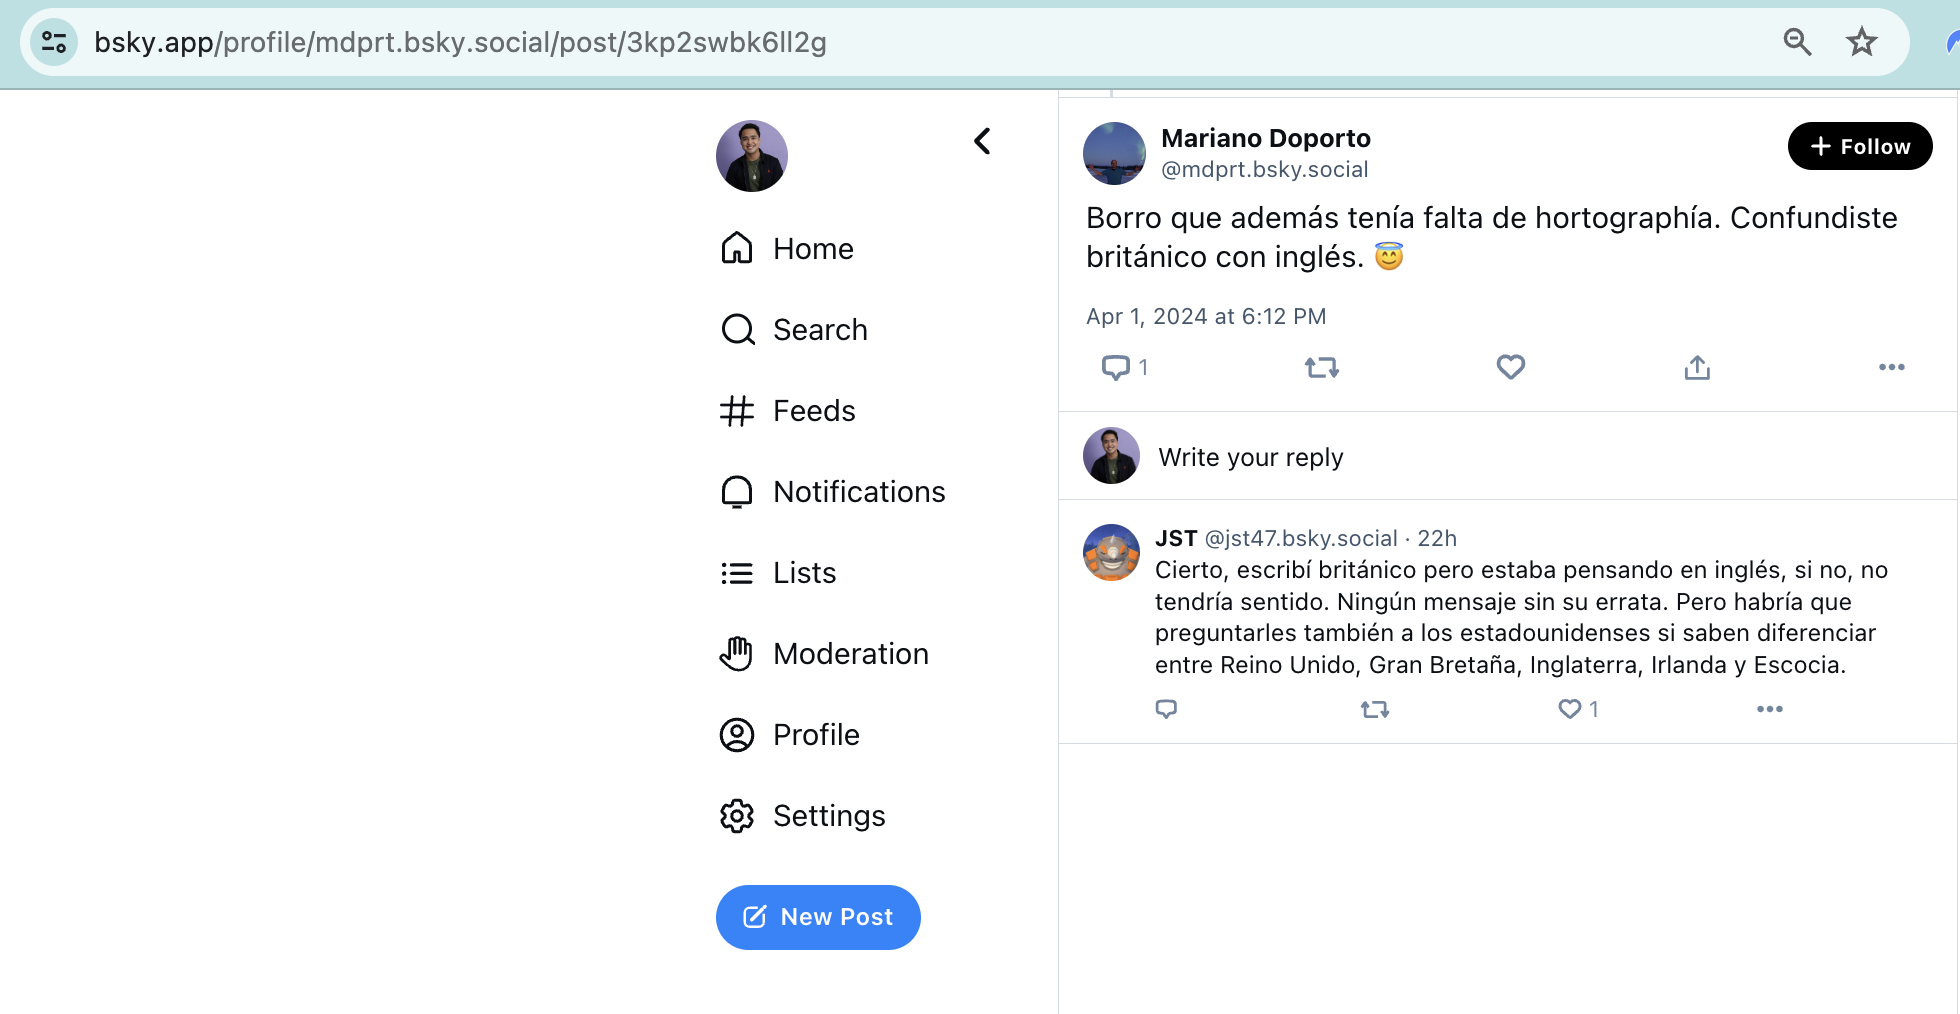 bsky.app/profile/mdprt.bsky.social/post/3kp2swbk6ll2g
Home
Search
Feeds
Notifications
Lists
Moderation
Profile
Settings
New Post
Mariano Doporto
@mdprt.bsky.social
+ Follow
Borro que además tenía falta de hortographía. Confundiste
británico con inglés. 😇
Apr 1, 2024 at 6:12 PM
1
Write your reply
JST @jst47.bsky.social · 22h
Cierto, escribí británico pero estaba pensando en inglés, si no, no
tendría sentido. Ningún mensaje sin su errata. Pero habría que
preguntarles también a los estadounidenses si saben diferenciar
entre Reino Unido, Gran Bretaña, Inglaterra, Irlanda y Escocia.
1